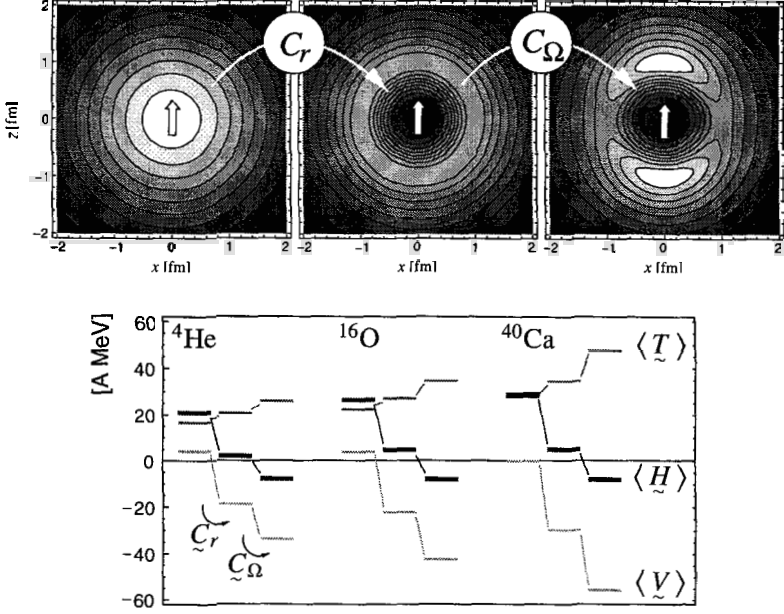 C_r C_Ω
z [fm]
2
1
0
-1
-2
-2 -1 0 1 2
x [fm]
-1 0 1 2
x [fm]
-2 -1 0 1 2
x [fm]
[A MeV]
60
40
20
0
-20
-40
-60
⁴He ¹⁶O ⁴⁰Ca
⟨T⟩
⟨H⟩
⟨V⟩
C_r
C_Ω